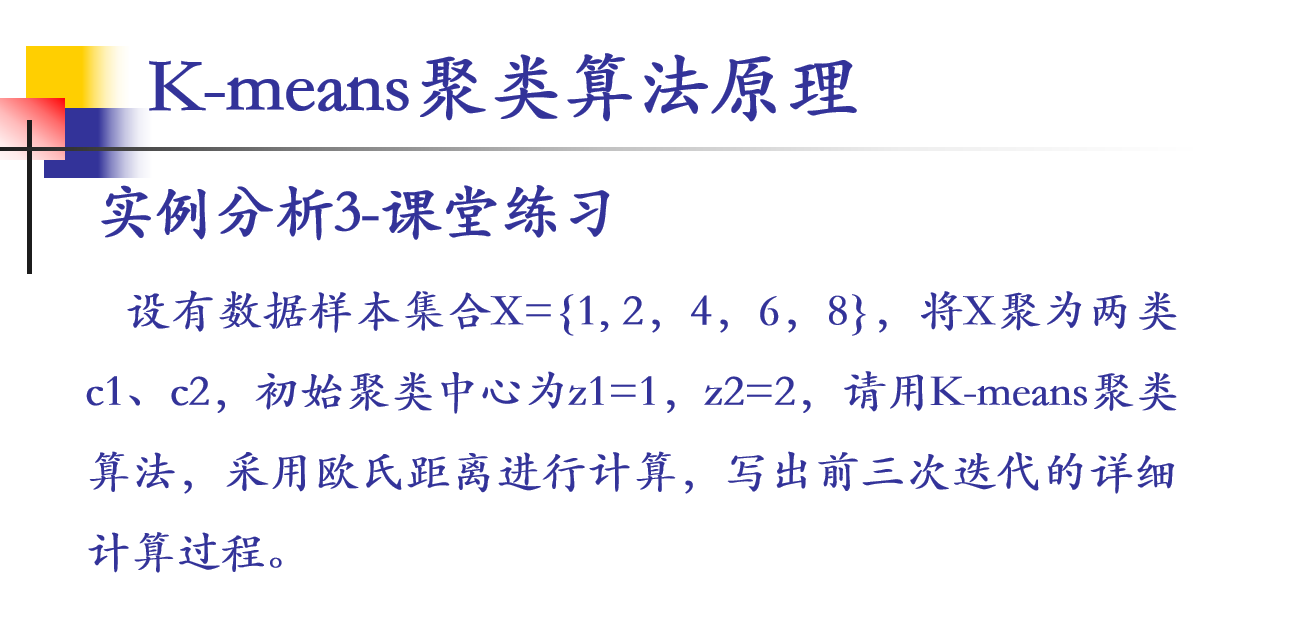 K-means聚类算法原理
实例分析3-课堂练习
设有数据样本集合X={1, 2，4，6，8}，将X聚为两类
c1、c2，初始聚类中心为z1=1，z2=2，请用K-means聚类
算法，采用欧氏距离进行计算，写出前三次迭代的详细
计算过程。